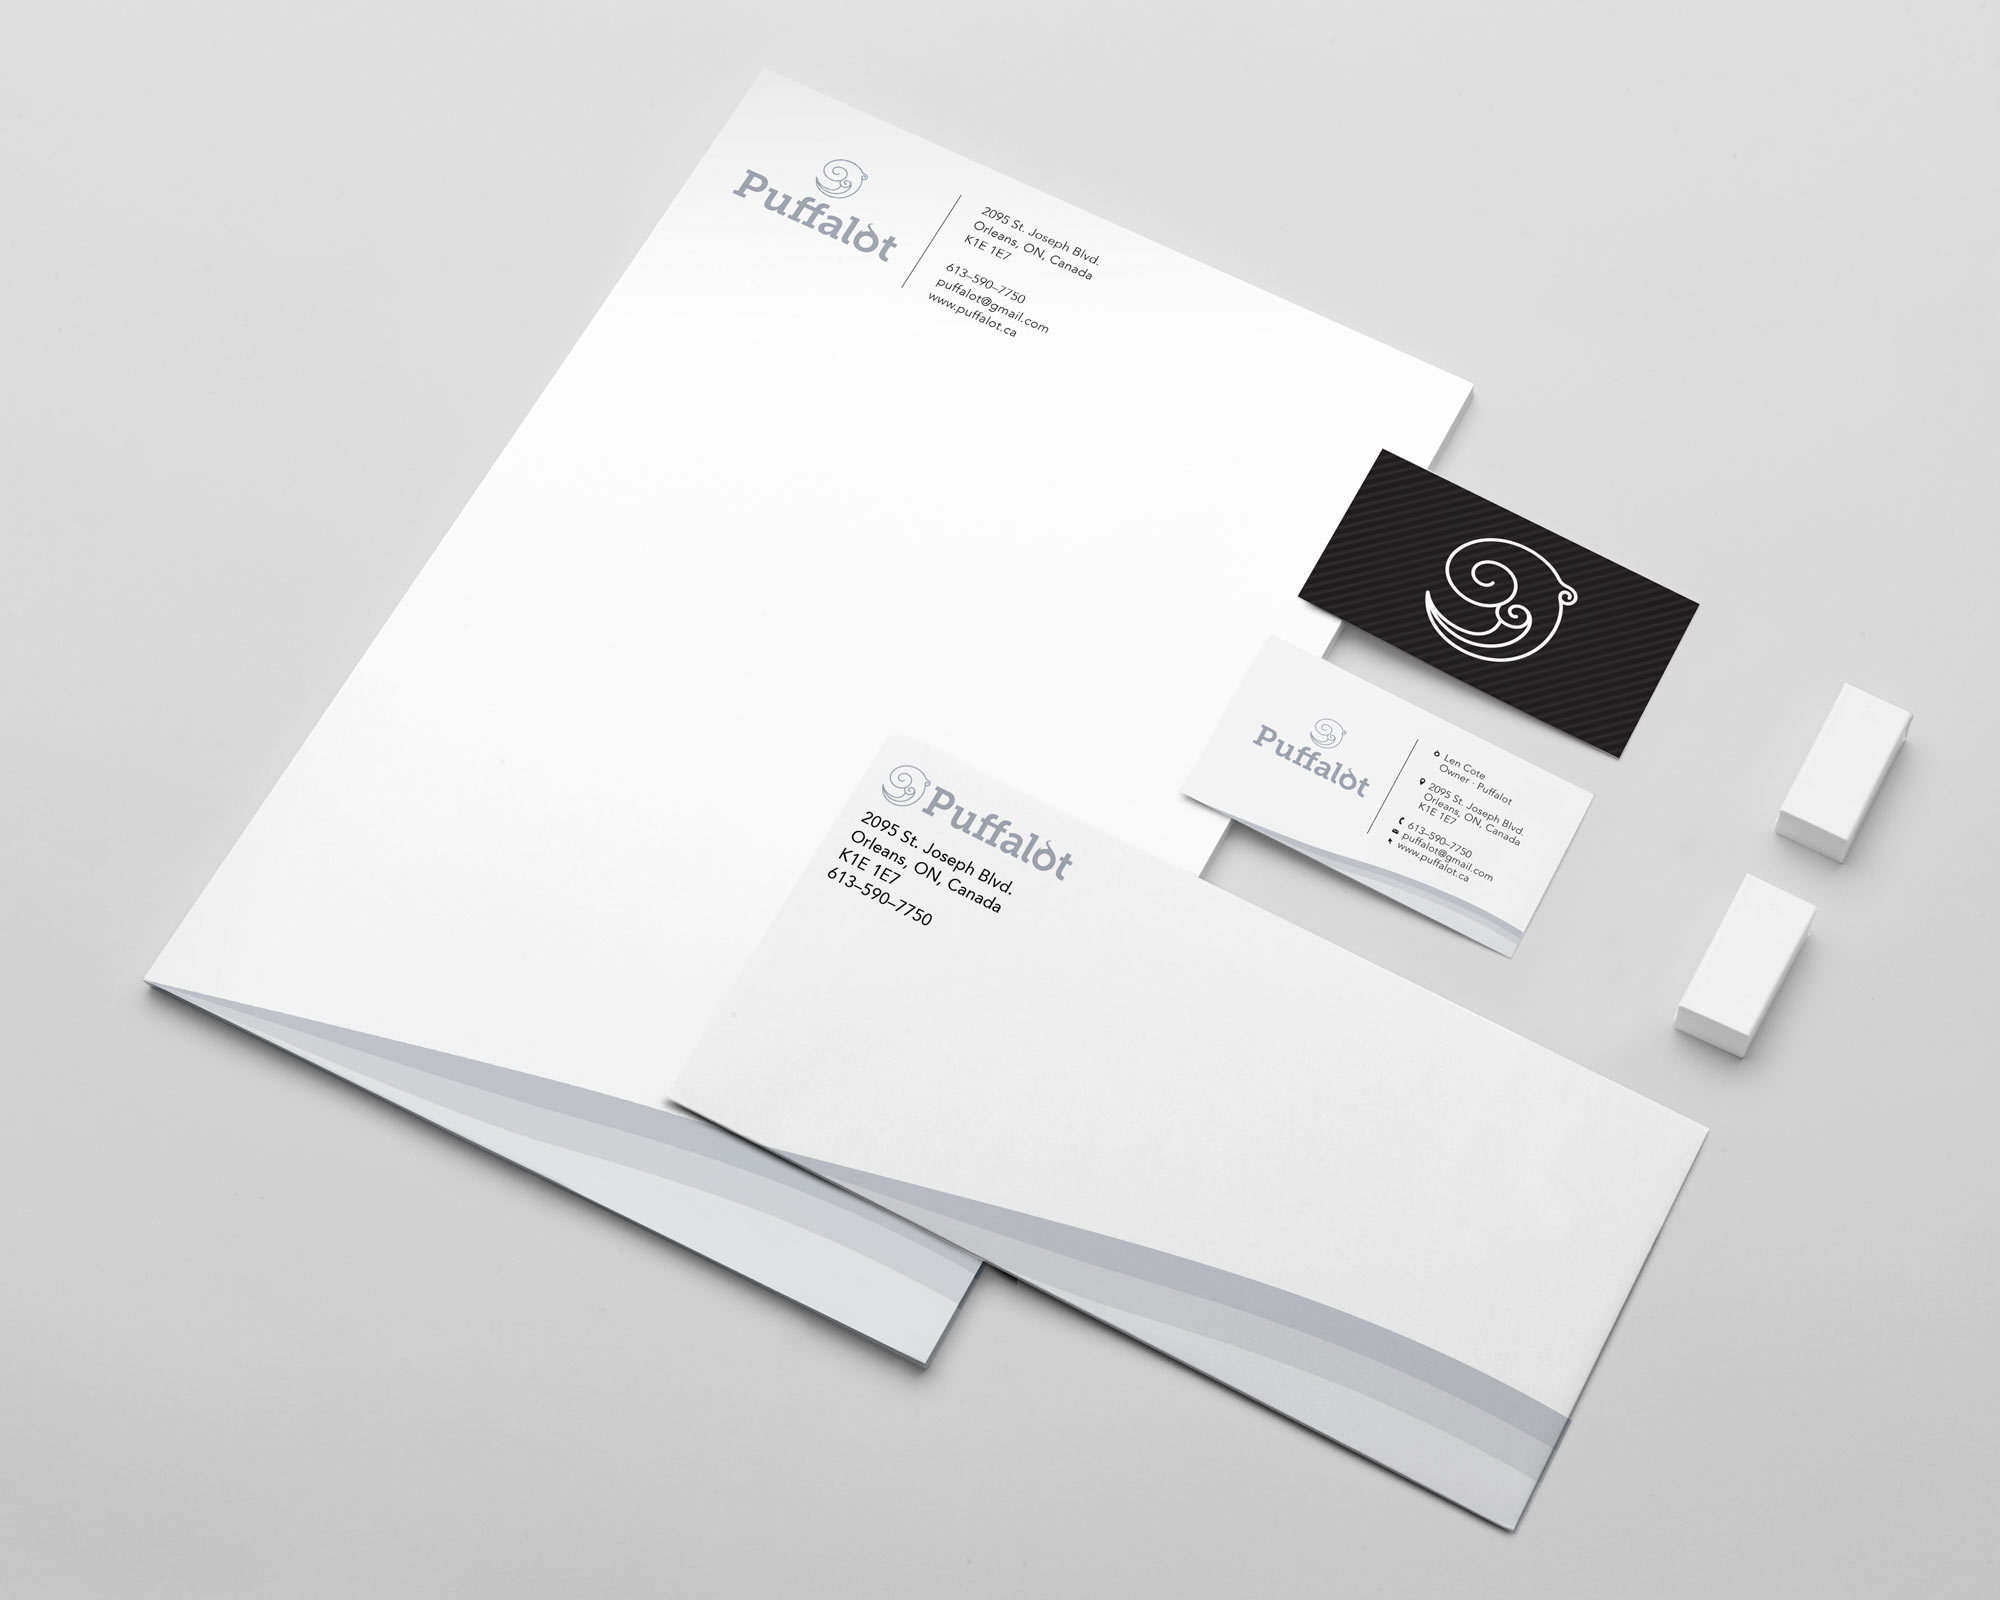 Puffalot
2095 St. Joseph Blvd.
Orleans, ON, Canada
K1E 1E7
613–590–7750
puffalot@gmail.com
www.puffalot.ca
Puffalot
Len Cote
Owner · Puffalot
2095 St. Joseph Blvd.
Orleans, ON, Canada
K1E 1E7
613–590–7750
puffalot@gmail.com
www.puffalot.ca
Puffalot
2095 St. Joseph Blvd.
Orleans, ON, Canada
K1E 1E7
613–590–7750